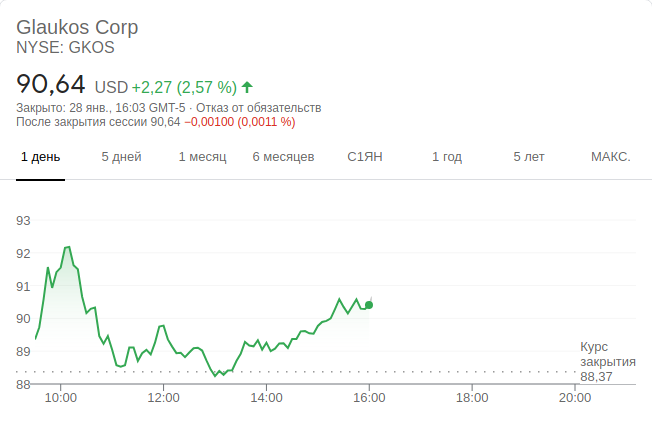 Glaukos Corp
NYSE: GKOS
90,64 USD +2,27 (2,57 %)
Закрыто: 28 янв., 16:03 GMT-5 · Отказ от обязательств
После закрытия сессии 90,64 −0,00100 (0,0011 %)
1 день 5 дней 1 месяц 6 месяцев С1ЯН 1 год 5 лет МАКС.
93
92
91
90
89
88
Курс
закрытия
88,37
10:00 12:00 14:00 16:00 18:00 20:00